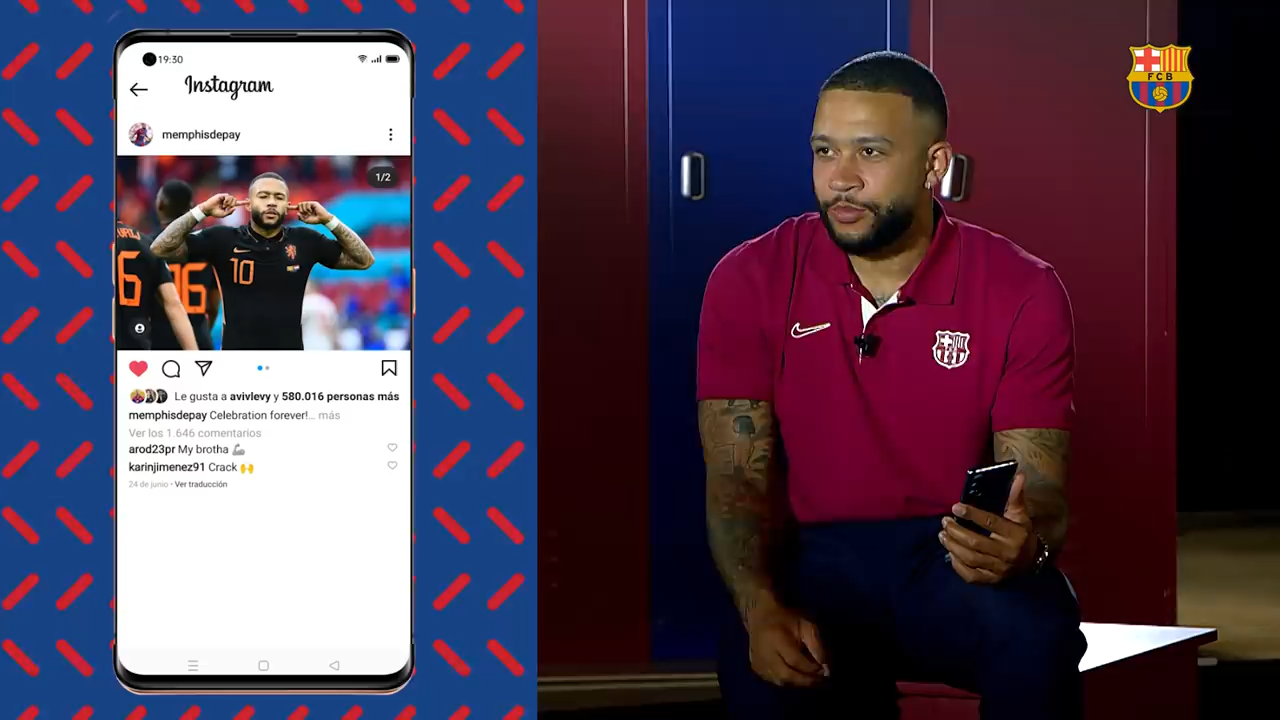 19:30
Instagram
memphisdepay
1/2
10
6
16
Le gusta a avivlevy y 580.016 personas más
memphisdepay Celebration forever!... más
Ver los 1.646 comentarios
arod23pr My brotha 💪
karinjimenez91 Crack 🙌
24 de junio • Ver traducción
FCB